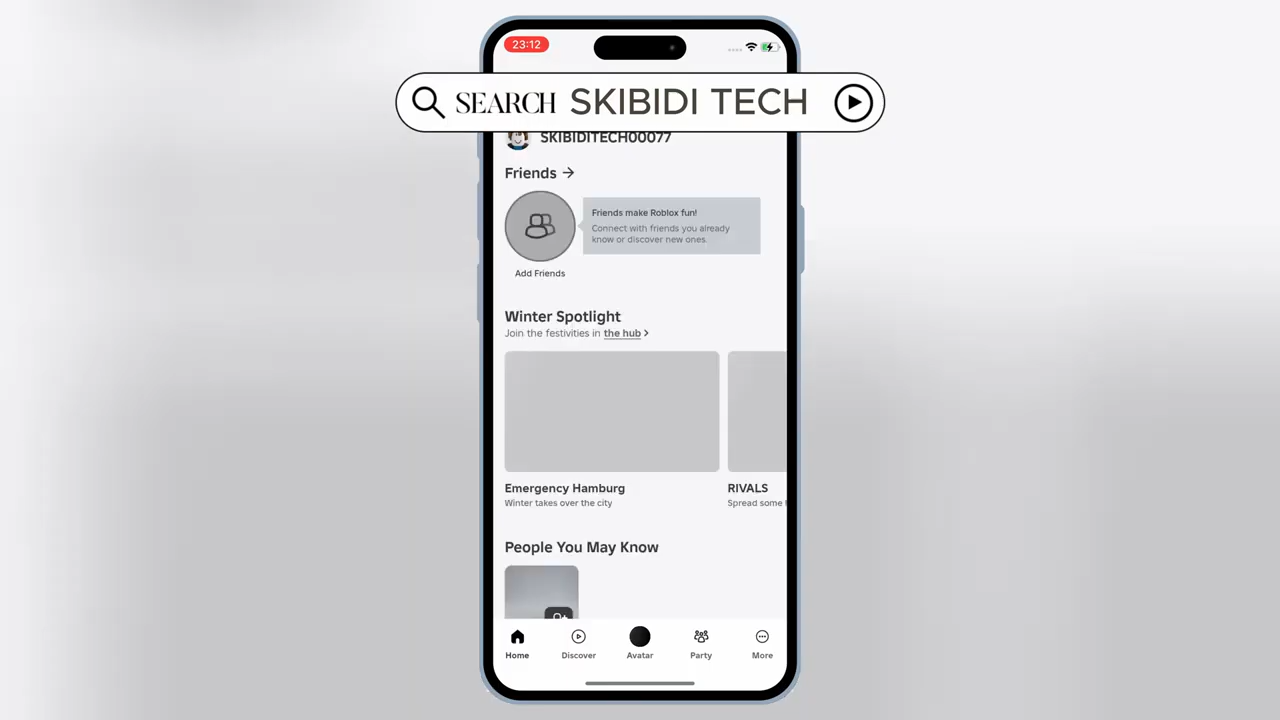 23:12
SEARCH SKIBIDI TECH
SKIBIDITECH00077
Friends →
Friends make Roblox fun!
Connect with friends you already
know or discover new ones.
Add Friends
Winter Spotlight
Join the festivities in the hub >
Emergency Hamburg
Winter takes over the city
RIVALS
Spread some
People You May Know
Home Discover Avatar Party More